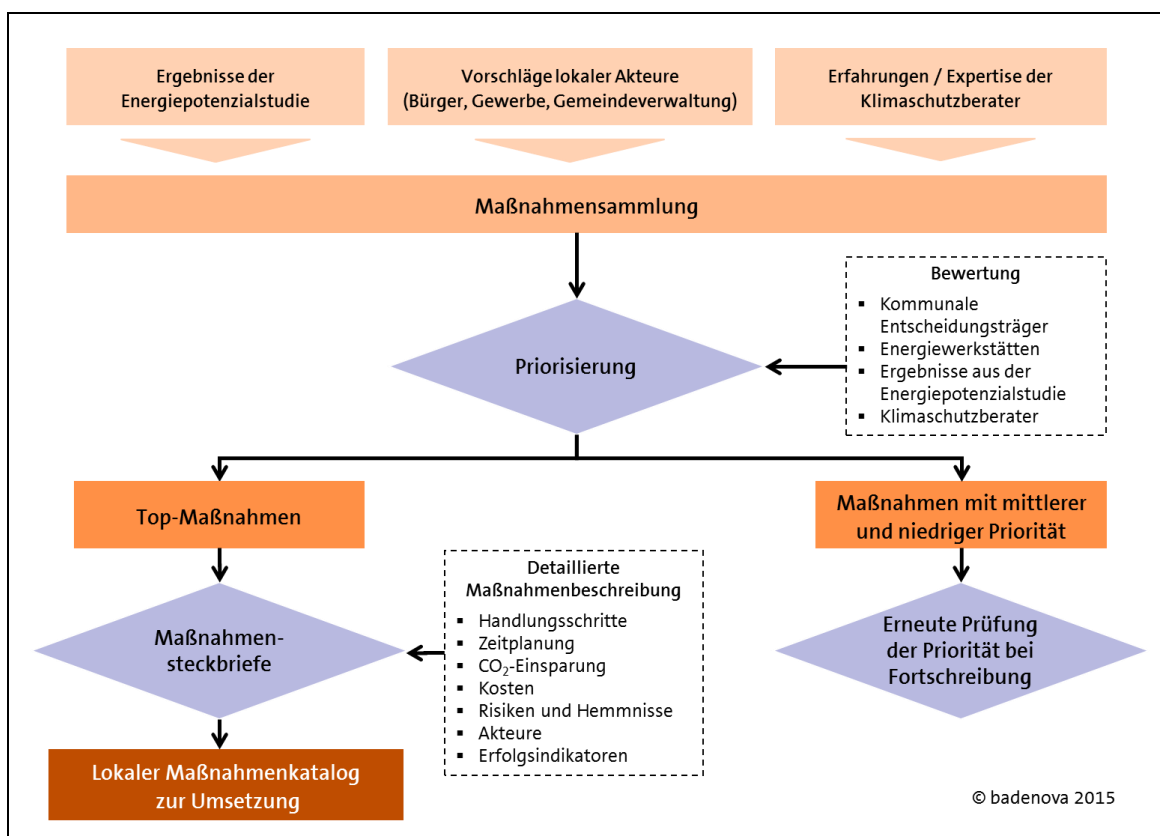 Ergebnisse der
Energiepotenzialstudie
Vorschläge lokaler Akteure
(Bürger, Gewerbe, Gemeindeverwaltung)
Erfahrungen / Expertise der
Klimaschutzberater
Maßnahmensammlung
Bewertung
▪ Kommunale
Entscheidungsträger
▪ Energiewerkstätten
▪ Ergebnisse aus der
Energiepotenzialstudie
▪ Klimaschutzberater
Priorisierung
Top-Maßnahmen
Maßnahmen mit mittlerer
und niedriger Priorität
Detaillierte
Maßnahmenbeschreibung
▪ Handlungsschritte
▪ Zeitplanung
▪ CO₂-Einsparung
▪ Kosten
▪ Risiken und Hemmnisse
▪ Akteure
▪ Erfolgsindikatoren
Maßnahmen-
steckbriefe
Erneute Prüfung
der Priorität bei
Fortschreibung
Lokaler Maßnahmenkatalog
zur Umsetzung
© badenova 2015